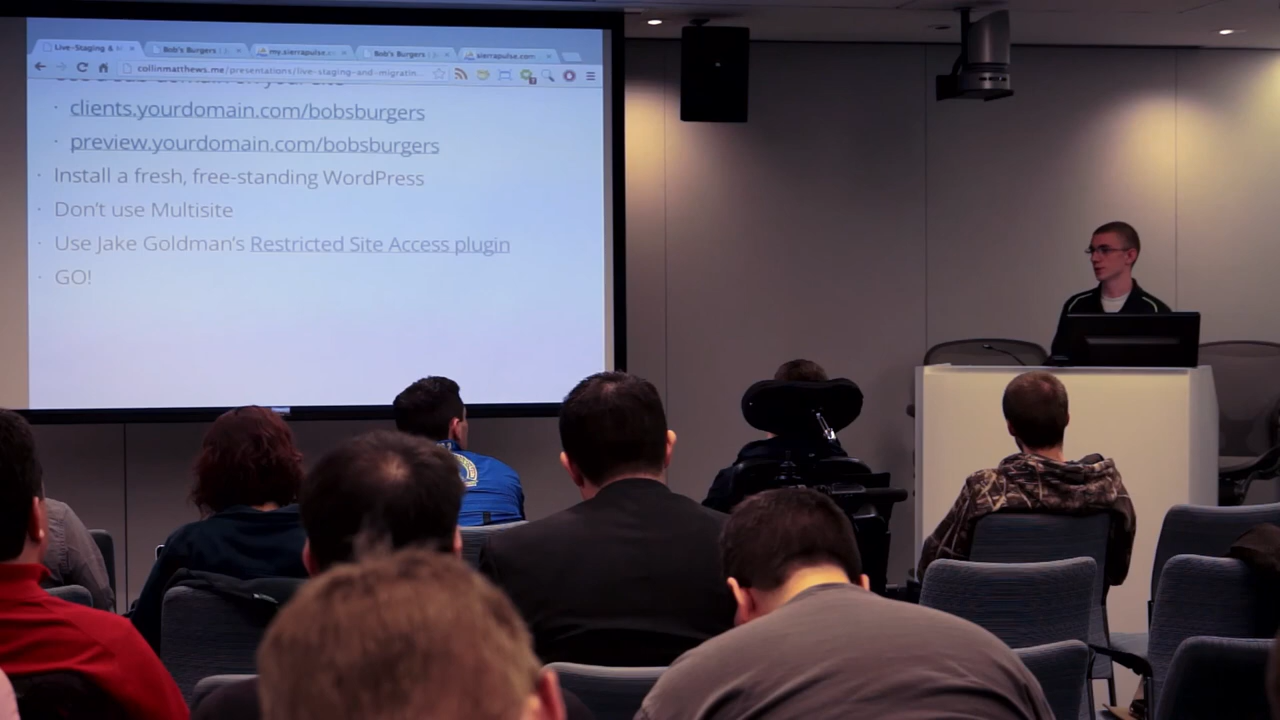 Live-Staging &
Bob's Burgers |
my.sierrapulse.c
Bob's Burgers |
sierrapulse.com
collinmatthews.me/presentations/live-staging-and-migratin...
· clients.yourdomain.com/bobsburgers
· preview.yourdomain.com/bobsburgers
· Install a fresh, free-standing WordPress
· Don't use Multisite
· Use Jake Goldman's Restricted Site Access plugin
· GO!